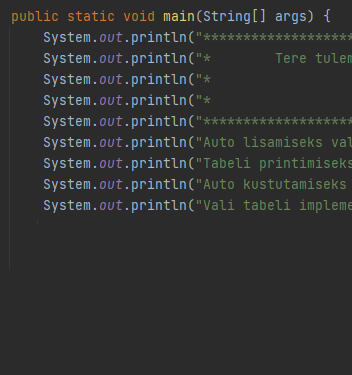 public static void main(String[] args) {
System.out.println("*******************
System.out.println("*        Tere tulem
System.out.println("*
System.out.println("*
System.out.println("*******************
System.out.println("Auto lisamiseks val
System.out.println("Tabeli printimiseks
System.out.println("Auto kustutamiseks
System.out.println("Vali tabeli impleme